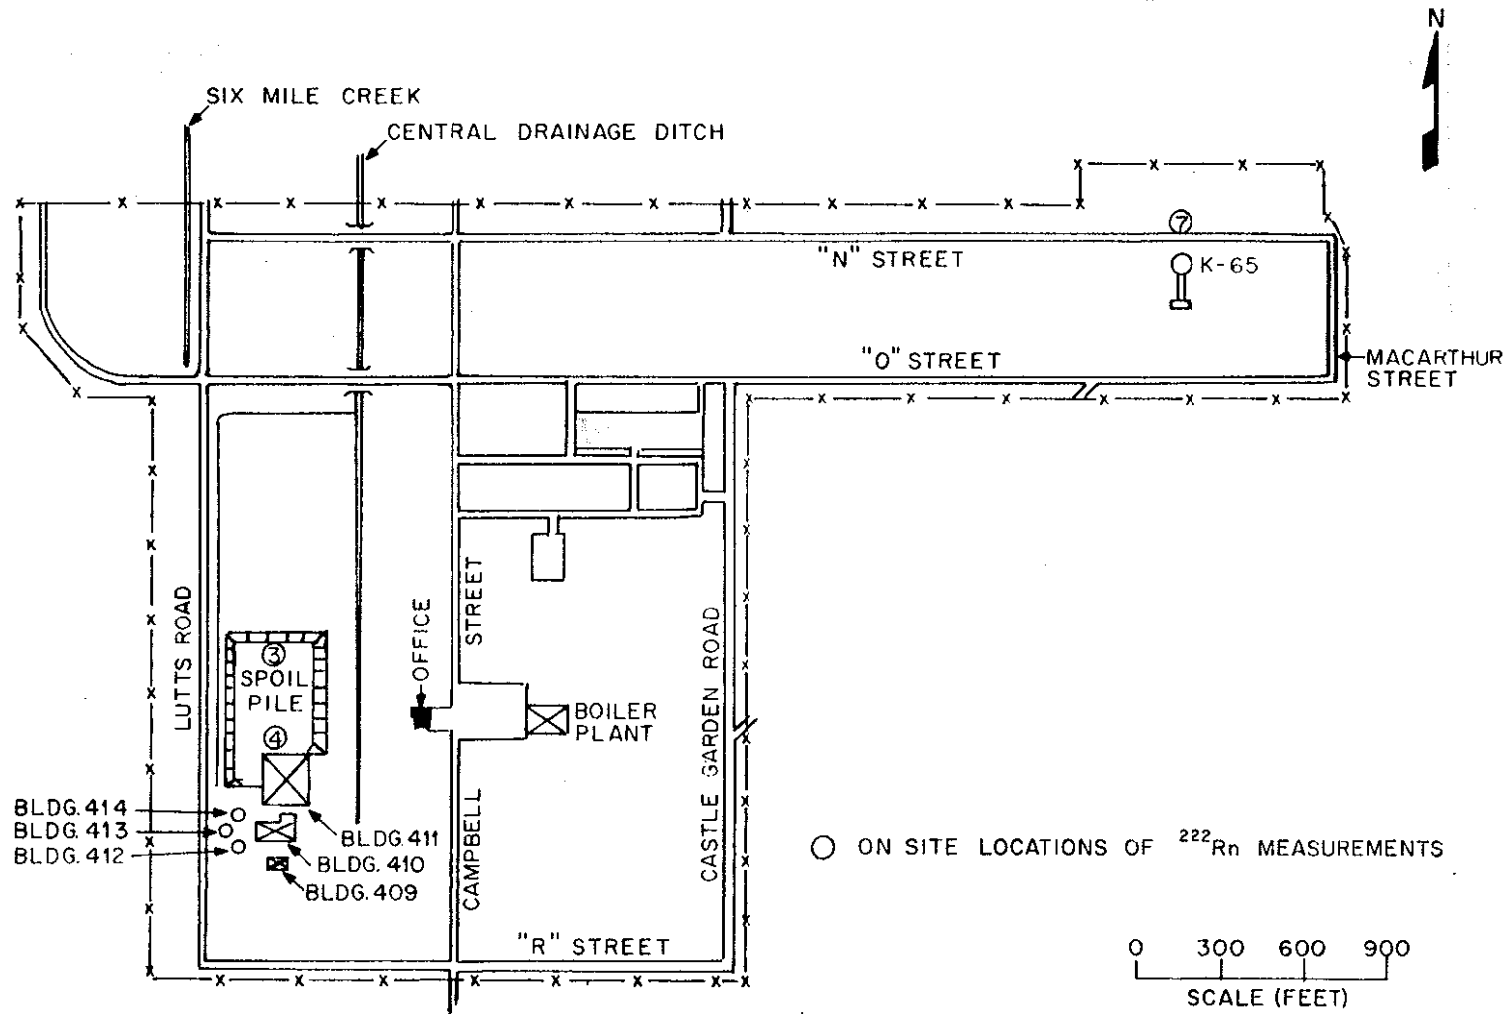 N
SIX MILE CREEK
CENTRAL DRAINAGE DITCH
x x x x
x x x x x x x x x x x
7
"N" STREET
K-65
"O" STREET
MACARTHUR
STREET
LUTTS ROAD
3
SPOIL
PILE
4
OFFICE
STREET
BOILER
PLANT
CASTLE GARDEN ROAD
BLDG. 414
BLDG. 413
BLDG. 412
BLDG. 411
BLDG. 410
BLDG. 409
CAMPBELL
ON SITE LOCATIONS OF ²²²Rn MEASUREMENTS
"R" STREET
0 300 600 900
SCALE (FEET)